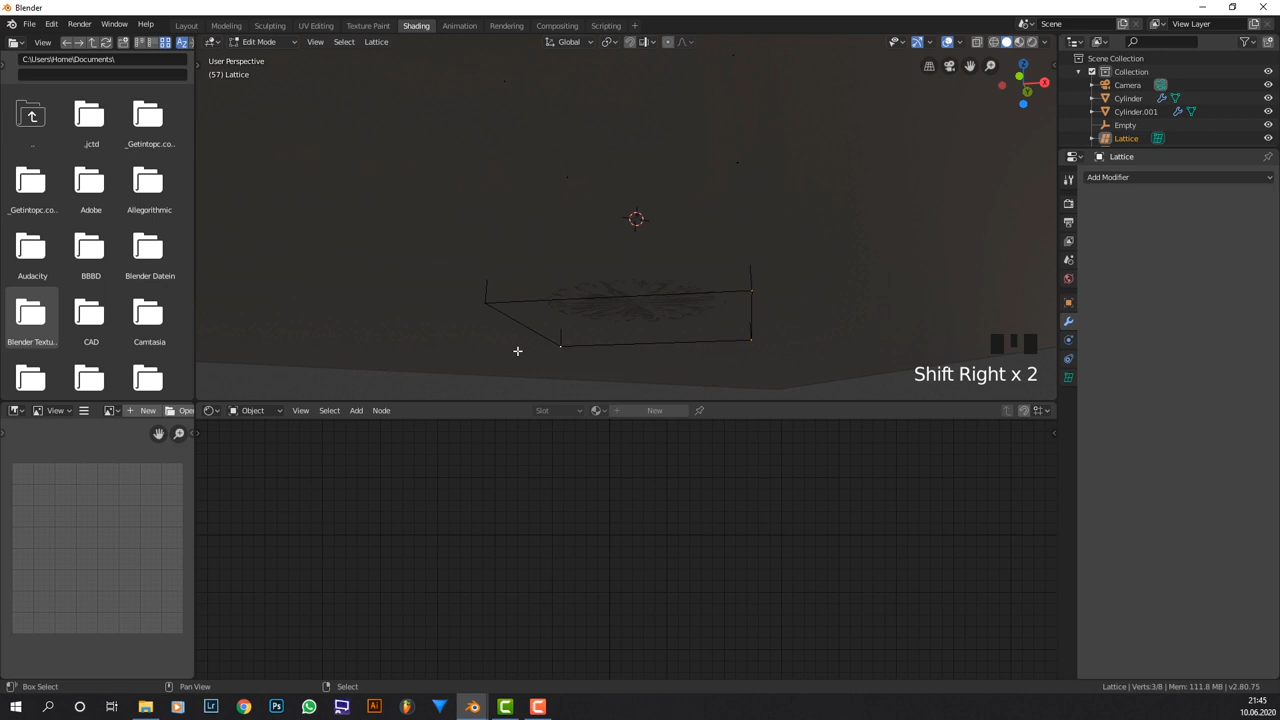 Blender
File Edit Render Window Help Layout Modeling Sculpting UV Editing Texture Paint Shading Animation Rendering Compositing Scripting + Scene View Layer
View Edit Mode View Select Lattice Global
C:\Users\Home\Documents\
User Perspective
(57) Lattice
Scene Collection
Collection
Camera
Cylinder
Cylinder.001
Empty
Lattice
Lattice
Add Modifier
X
Y
Z
.. .jctd _Getintopc.co...
_Getintopc.co... Adobe Allegorithmic
Audacity BBBD Blender Datein
Blender Textu... CAD Camtasia
Shift Right x 2
View New Open Object View Select Add Node Slot New
Box Select Pan View Select Lattice | Verts:3/8 | Mem: 111.8 MB | v2.80.75
21:45
10.06.2020